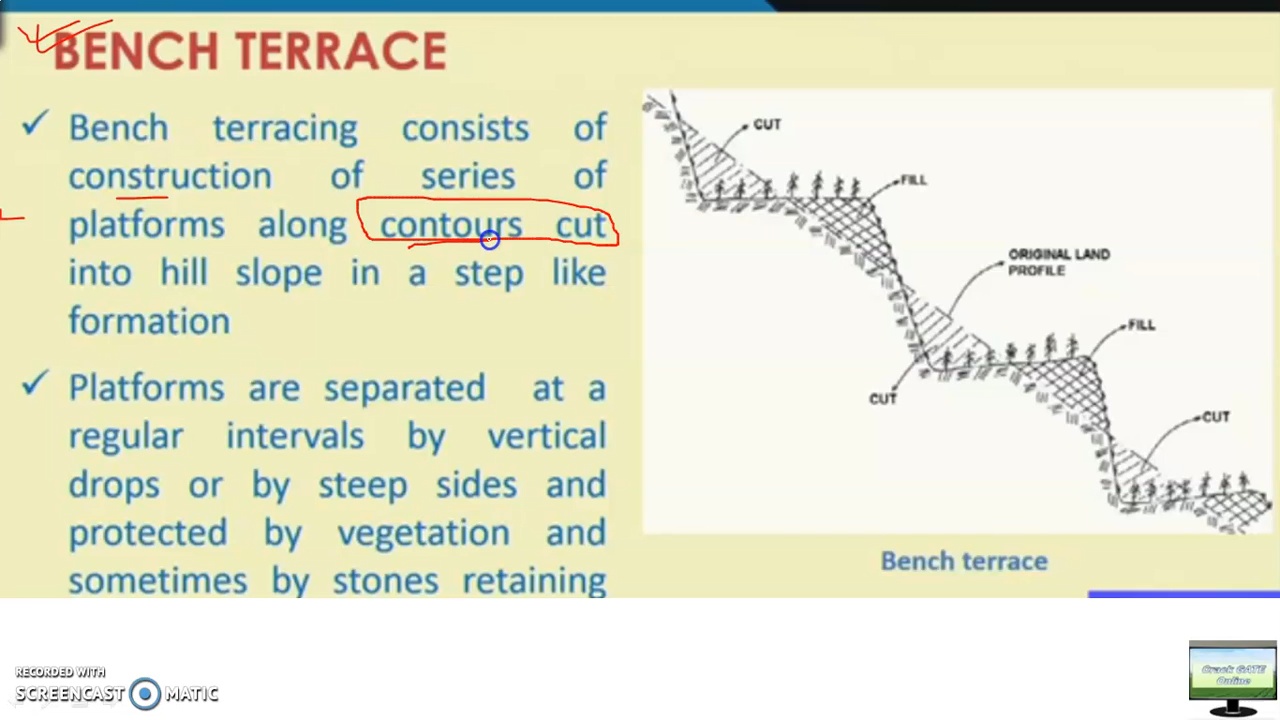 BENCH TERRACE
✓ Bench terracing consists of
construction of series of
platforms along contours cut
into hill slope in a step like
formation
✓ Platforms are separated at a
regular intervals by vertical
drops or by steep sides and
protected by vegetation and
sometimes by stones retaining
CUT
FILL
ORIGINAL LAND
PROFILE
FILL
CUT
CUT
Bench terrace
RECORDED WITH
SCREENCAST MATIC
Crack GATE
Online